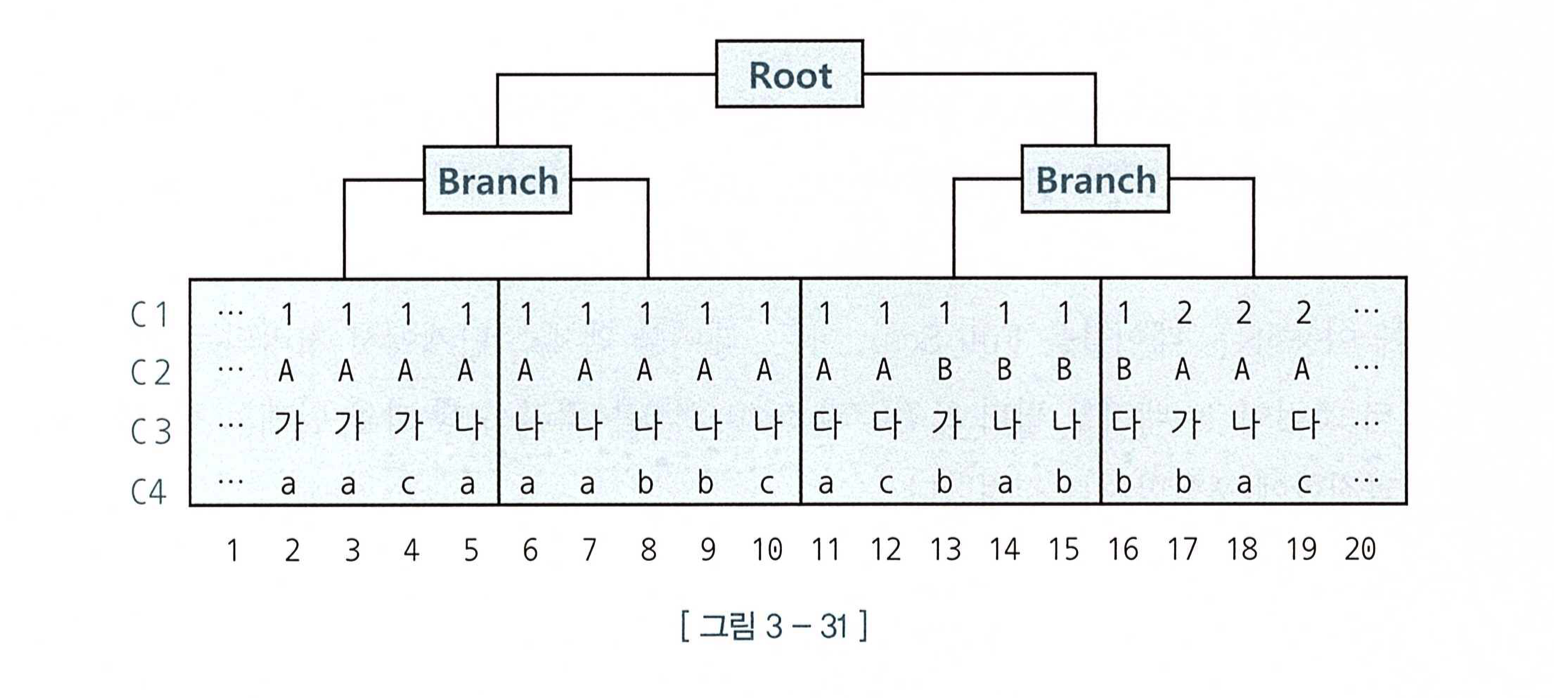 Root
Branch Branch
C1 … 1 1 1 1 1 1 1 1 1 1 1 1 1 1 1 2 2 2 …
C2 … A A A A A A A A A A A B B B B A A A …
C3 … 가 가 가 나 나 나 나 나 나 다 다 가 나 나 다 가 나 다 …
C4 … a a c a a a b b c a c b a b b b a c …
1 2 3 4 5 6 7 8 9 10 11 12 13 14 15 16 17 18 19 20
[ 그림 3 – 31 ]